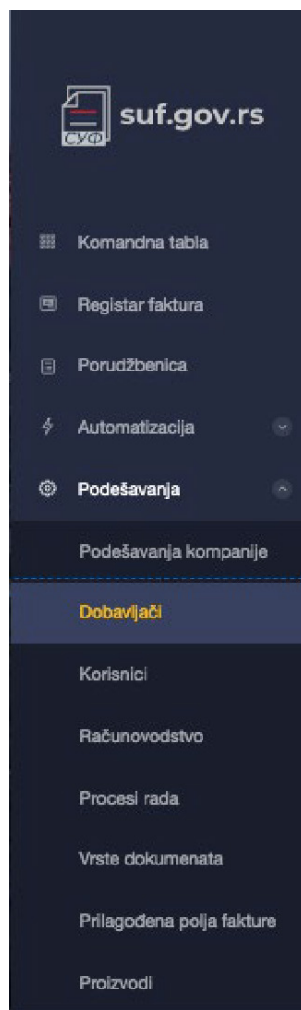 СУФ
suf.gov.rs
Komandna tabla
Registar faktura
Porudžbenica
Automatizacija
Podešavanja
Podešavanja kompanije
Dobavljači
Korisnici
Računovodstvo
Procesi rada
Vrste dokumenata
Prilagođena polja fakture
Proizvodi